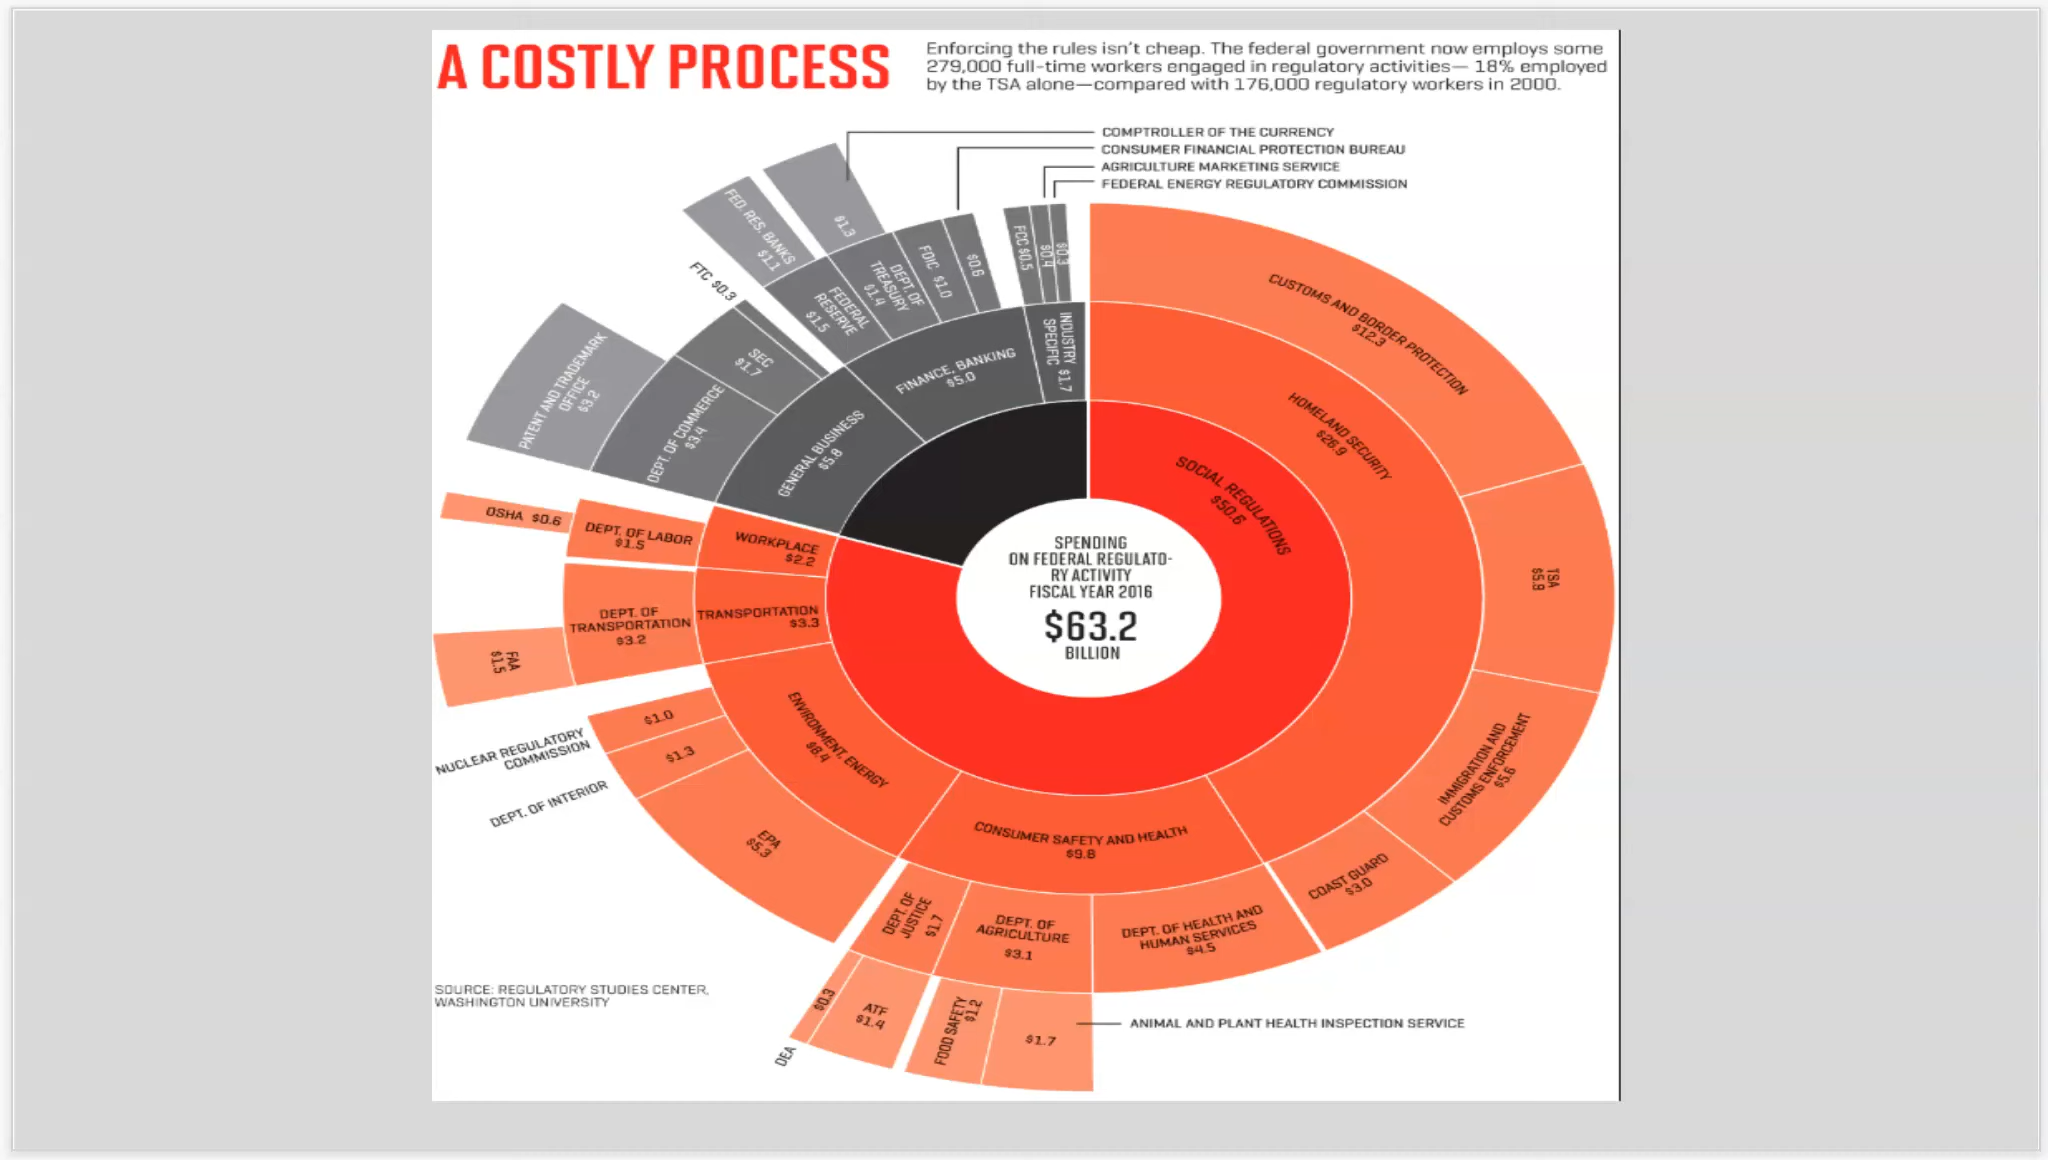 A COSTLY PROCESS
Enforcing the rules isn't cheap. The federal government now employs some
279,000 full-time workers engaged in regulatory activities— 18% employed
by the TSA alone—compared with 176,000 regulatory workers in 2000.
COMPTROLLER OF THE CURRENCY
CONSUMER FINANCIAL PROTECTION BUREAU
AGRICULTURE MARKETING SERVICE
FEDERAL ENERGY REGULATORY COMMISSION
FED. RES. BANKS
$1.1
$1.3
FTC $0.3
FEDERAL
RESERVE
$1.5
DEPT. OF
TREASURY
$1.4
FDIC $1.0
$0.6
FCC $0.5
$0.4
$0.3
PATENT AND TRADEMARK
OFFICE
$3.2
DEPT. OF COMMERCE
$3.4
SEC
$1.7
GENERAL BUSINESS
$5.8
FINANCE, BANKING
$5.0
INDUSTRY
SPECIFIC $1.7
CUSTOMS AND BORDER PROTECTION
$12.3
HOMELAND SECURITY
$26.9
SOCIAL REGULATIONS
$50.6
TSA
$5.8
IMMIGRATION AND
CUSTOMS ENFORCEMENT
$5.6
COAST GUARD
$3.0
SPENDING
ON FEDERAL REGULATO-
RY ACTIVITY
FISCAL YEAR 2016
$63.2
BILLION
OSHA $0.6
DEPT. OF LABOR
$1.5
WORKPLACE
$2.2
DEPT. OF
TRANSPORTATION
$3.2
TRANSPORTATION
$3.3
FAA
$1.5
NUCLEAR REGULATORY
COMMISSION
$1.0
DEPT. OF INTERIOR
$1.3
ENVIRONMENT, ENERGY
$8.4
EPA
$5.3
CONSUMER SAFETY AND HEALTH
$9.8
DEPT. OF
JUSTICE
$1.7
DEPT. OF
AGRICULTURE
$3.1
DEPT. OF HEALTH AND
HUMAN SERVICES
$4.5
DEA
$0.3
ATF
$1.4
FOOD SAFETY
$1.2
$1.7
ANIMAL AND PLANT HEALTH INSPECTION SERVICE
SOURCE: REGULATORY STUDIES CENTER,
WASHINGTON UNIVERSITY